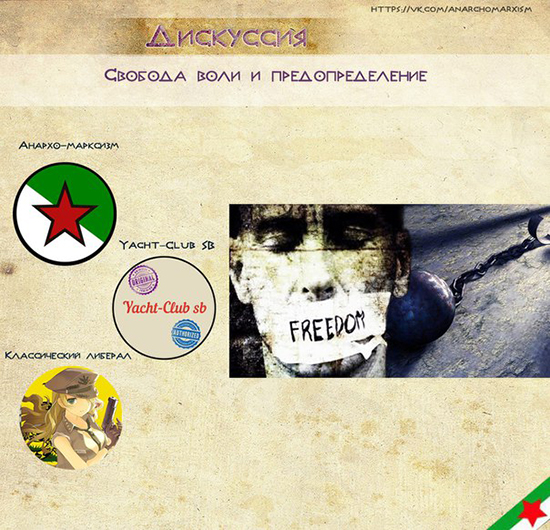 https://vk.com/anarchomarxism
Дискуссия
Свобода воли и предопределение
Анархо-марксизм
Yacht-Club SB
ORIGINAL
Yacht-Club sb
AUTHORIZED
FREEDOM
Классический либерал